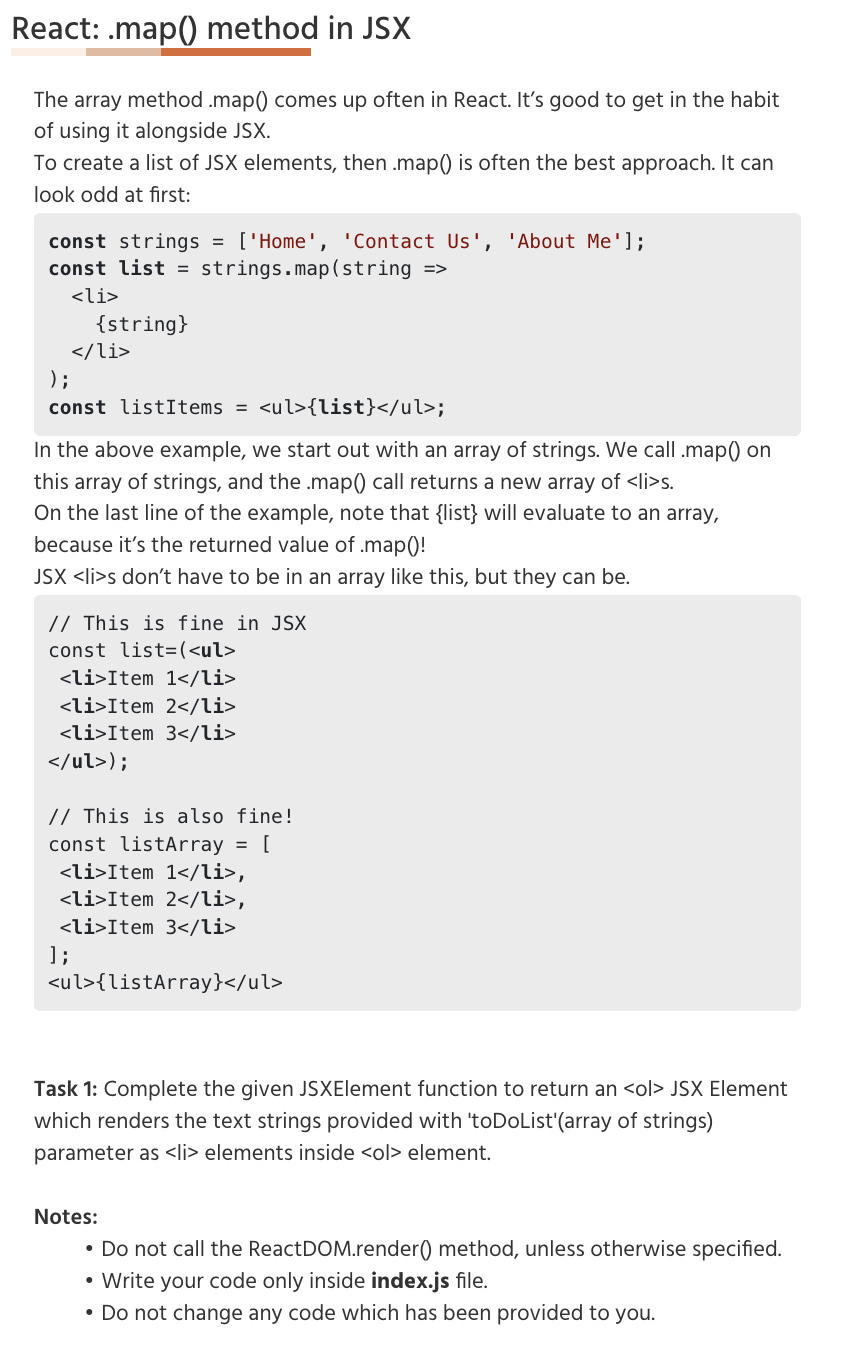 React: .map() method in JSX
The array method .map() comes up often in React. It’s good to get in the habit
of using it alongside JSX.
To create a list of JSX elements, then .map() is often the best approach. It can
look odd at first:
const strings = ['Home', 'Contact Us', 'About Me'];
const list = strings.map(string =>
  <li>
    {string}
  </li>
);
const listItems = <ul>{list}</ul>;
In the above example, we start out with an array of strings. We call .map() on
this array of strings, and the .map() call returns a new array of <li>s.
On the last line of the example, note that {list} will evaluate to an array,
because it’s the returned value of .map()!
JSX <li>s don’t have to be in an array like this, but they can be.
// This is fine in JSX
const list=(<ul>
 <li>Item 1</li>
 <li>Item 2</li>
 <li>Item 3</li>
</ul>);
// This is also fine!
const listArray = [
 <li>Item 1</li>,
 <li>Item 2</li>,
 <li>Item 3</li>
];
<ul>{listArray}</ul>
Task 1: Complete the given JSXElement function to return an <ol> JSX Element
which renders the text strings provided with 'toDoList'(array of strings)
parameter as <li> elements inside <ol> element.
Notes:
• Do not call the ReactDOM.render() method, unless otherwise specified.
• Write your code only inside index.js file.
• Do not change any code which has been provided to you.